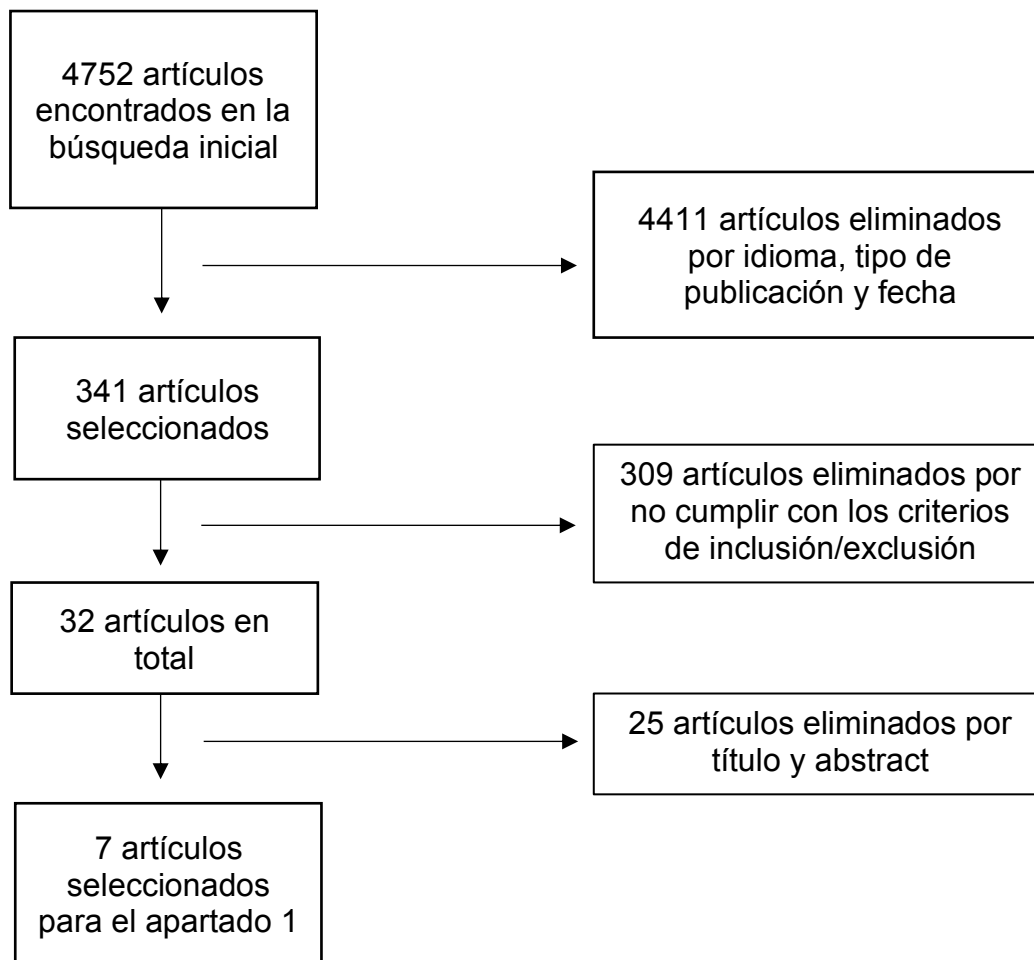 4752 artículos
encontrados en la
búsqueda inicial
4411 artículos eliminados
por idioma, tipo de
publicación y fecha
341 artículos
seleccionados
309 artículos eliminados por
no cumplir con los criterios
de inclusión/exclusión
32 artículos en
total
25 artículos eliminados por
título y abstract
7 artículos
seleccionados
para el apartado 1